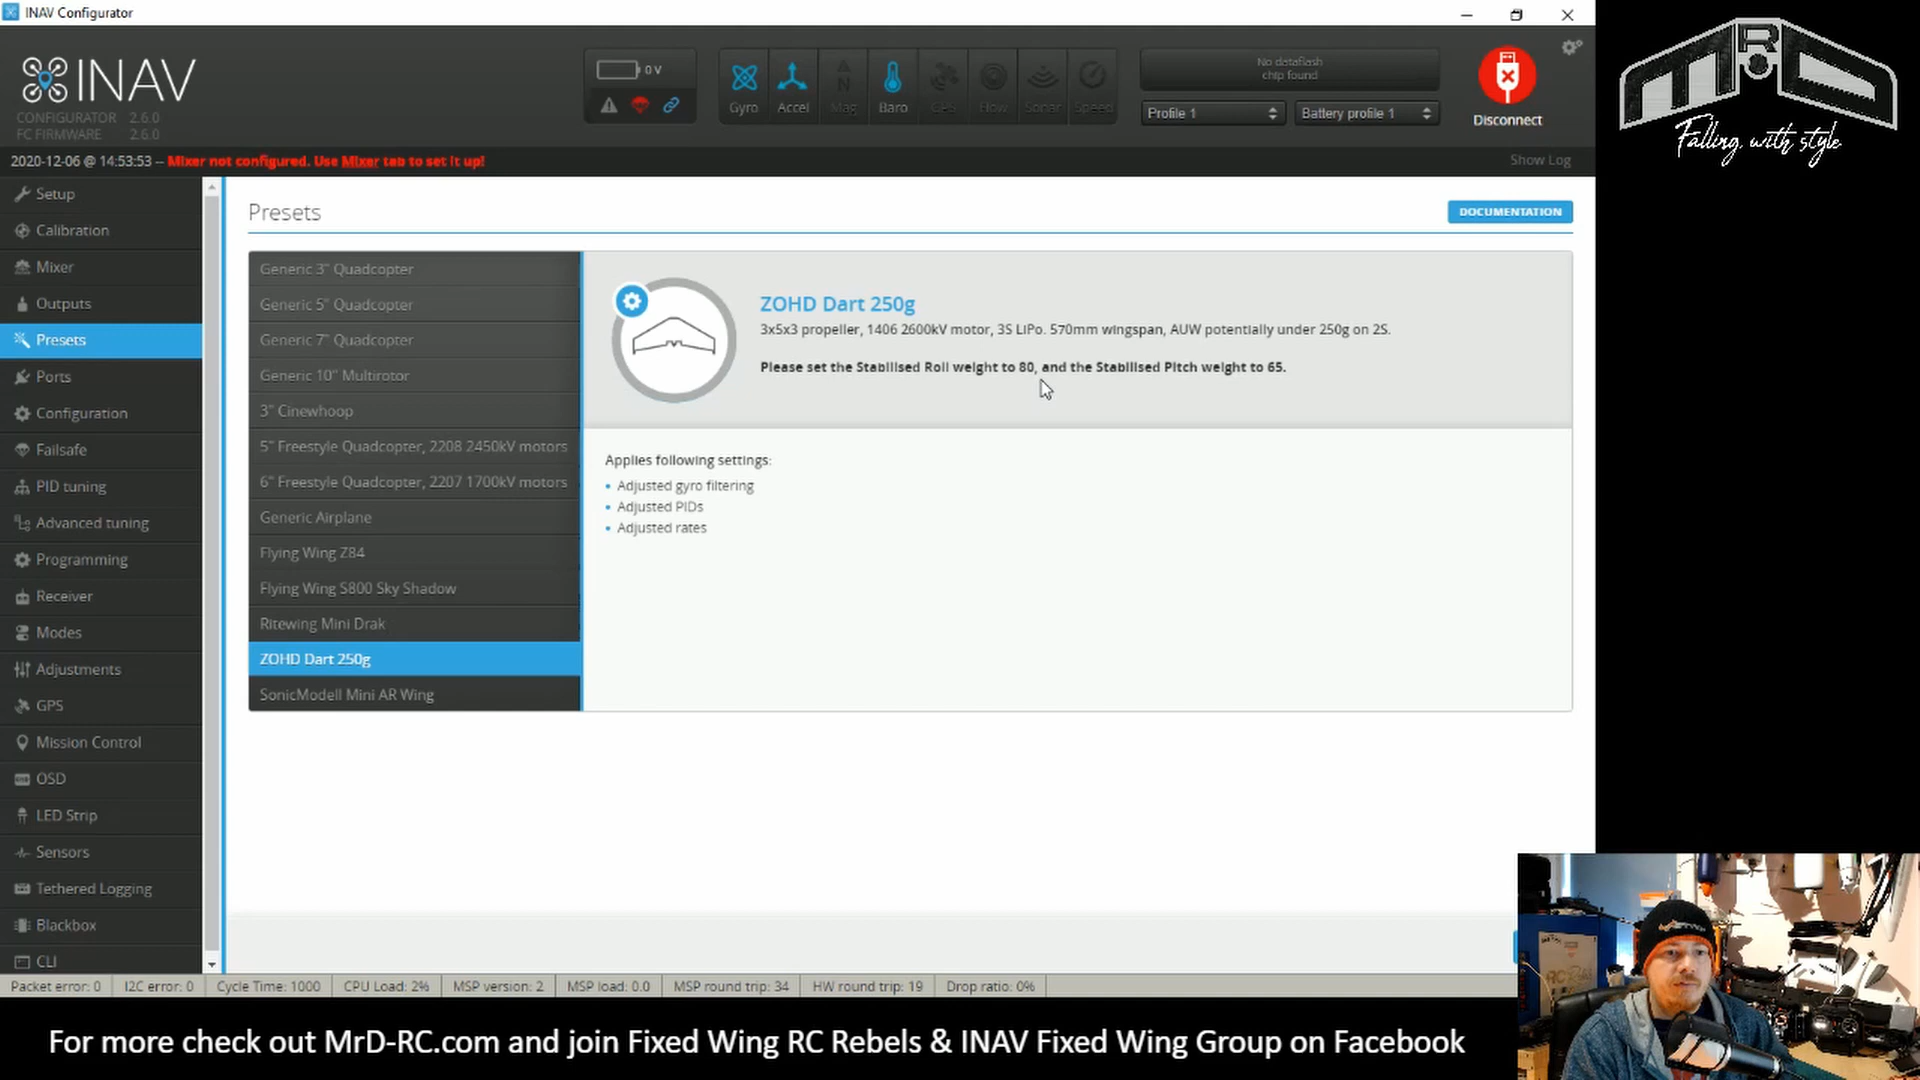 INAV Configurator
INAV
CONFIGURATOR 2.6.0
FC FIRMWARE 2.6.0
0 V
Gyro
Accel
Mag
Baro
GPS
Flow
Sonar
Speed
No dataflash
chip found
Profile 1
Battery profile 1
Disconnect
MRD
Falling with style
2020-12-06 @ 14:53:53 -- Mixer not configured. Use Mixer tab to set it up!
Show Log
Setup
Calibration
Mixer
Outputs
Presets
Ports
Configuration
Failsafe
PID tuning
Advanced tuning
Programming
Receiver
Modes
Adjustments
GPS
Mission Control
OSD
LED Strip
Sensors
Tethered Logging
Blackbox
CLI
Presets
DOCUMENTATION
Generic 3" Quadcopter
Generic 5" Quadcopter
Generic 7" Quadcopter
Generic 10" Multirotor
3" Cinewhoop
5" Freestyle Quadcopter, 2208 2450kV motors
6" Freestyle Quadcopter, 2207 1700kV motors
Generic Airplane
Flying Wing Z84
Flying Wing S800 Sky Shadow
Ritewing Mini Drak
ZOHD Dart 250g
SonicModell Mini AR Wing
ZOHD Dart 250g
3x5x3 propeller, 1406 2600kV motor, 3S LiPo. 570mm wingspan, AUW potentially under 250g on 2S.
Please set the Stabilised Roll weight to 80, and the Stabilised Pitch weight to 65.
Applies following settings:
Adjusted gyro filtering
Adjusted PIDs
Adjusted rates
Packet error: 0
I2C error: 0
Cycle Time: 1000
CPU Load: 2%
MSP version: 2
MSP load: 0.0
MSP round trip: 34
HW round trip: 19
Drop ratio: 0%
For more check out MrD-RC.com and join Fixed Wing RC Rebels & INAV Fixed Wing Group on Facebook